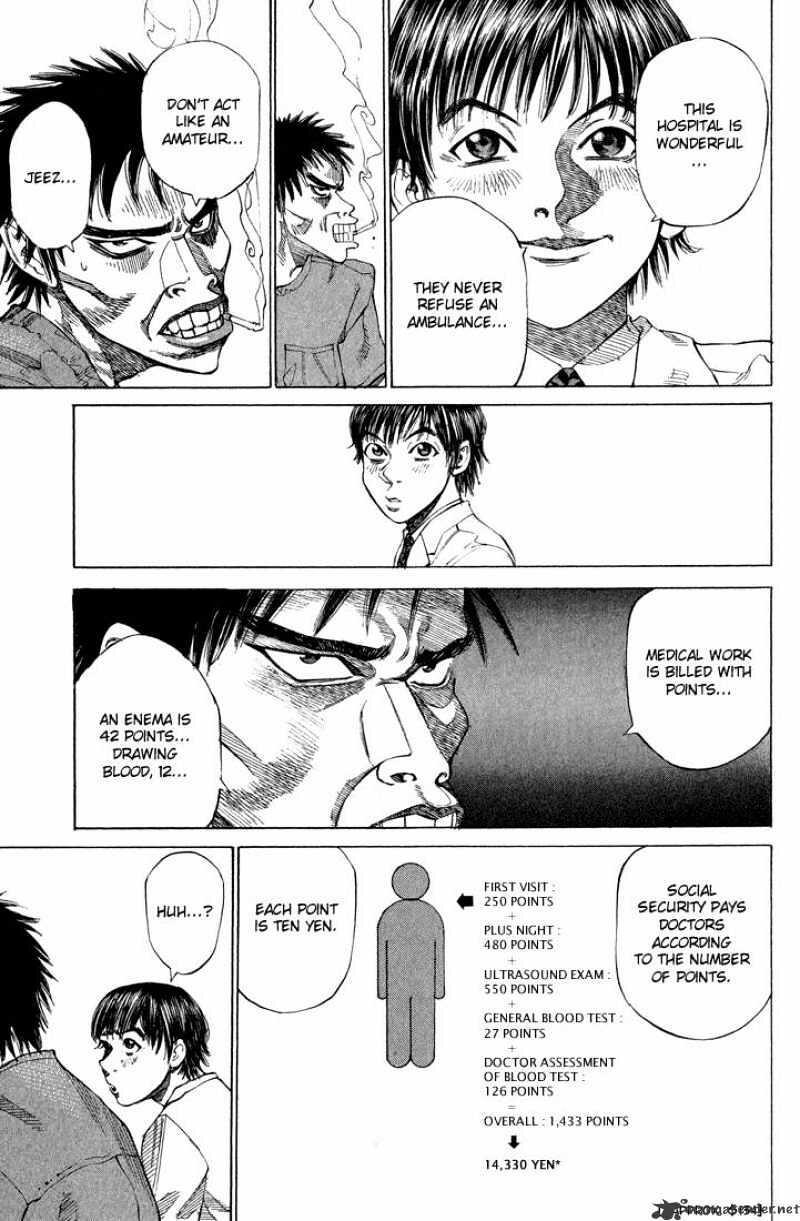 THIS
HOSPITAL IS
WONDERFUL
...
THEY NEVER
REFUSE AN
AMBULANCE...
DON'T ACT
LIKE AN
AMATEUR...
JEEZ...
MEDICAL WORK
IS BILLED WITH
POINTS...
AN ENEMA IS
42 POINTS...
DRAWING
BLOOD, 12...
SOCIAL
SECURITY PAYS
DOCTORS
ACCORDING
TO THE NUMBER
OF POINTS.
FIRST VISIT :
250 POINTS
+
PLUS NIGHT :
480 POINTS
+
ULTRASOUND EXAM :
550 POINTS
+
GENERAL BLOOD TEST :
27 POINTS
+
DOCTOR ASSESSMENT
OF BLOOD TEST :
126 POINTS
=
OVERALL : 1,433 POINTS
14,330 YEN*
EACH POINT
IS TEN YEN.
HUH...?